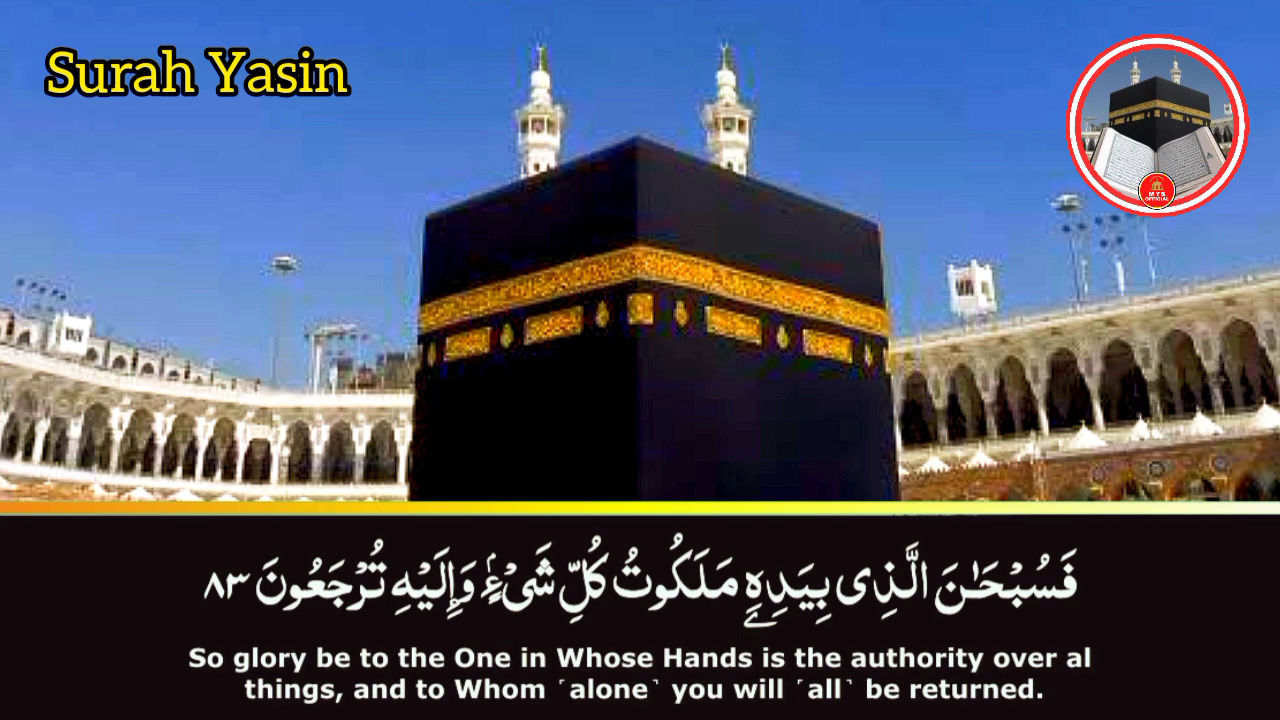 Surah Yasin
M Y S
OFFICIAL
فَسُبْحَـٰنَ ٱلَّذِى بِيَدِهِۦ مَلَكُوتُ كُلِّ شَىْءٍۢ وَإِلَيْهِ تُرْجَعُونَ ٨٣
So glory be to the One in Whose Hands is the authority over al
things, and to Whom ˹alone˺ you will ˹all˺ be returned.